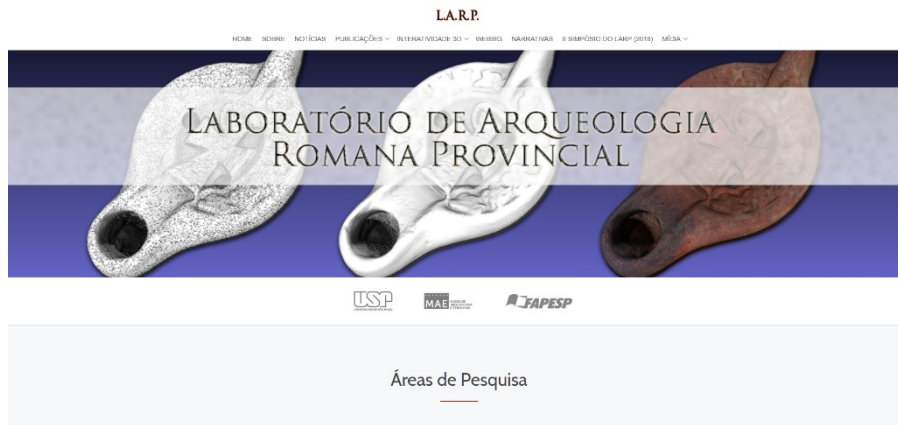 L.A.R.P.
HOME SOBRE NOTÍCIAS PUBLICAÇÕES INTERATIVIDADE 3D WEBSIG NARRATIVAS II SIMPÓSIO DO LARP (2018) MÍDIA
LABORATÓRIO DE ARQUEOLOGIA
ROMANA PROVINCIAL
USP MAE FAPESP
Áreas de Pesquisa